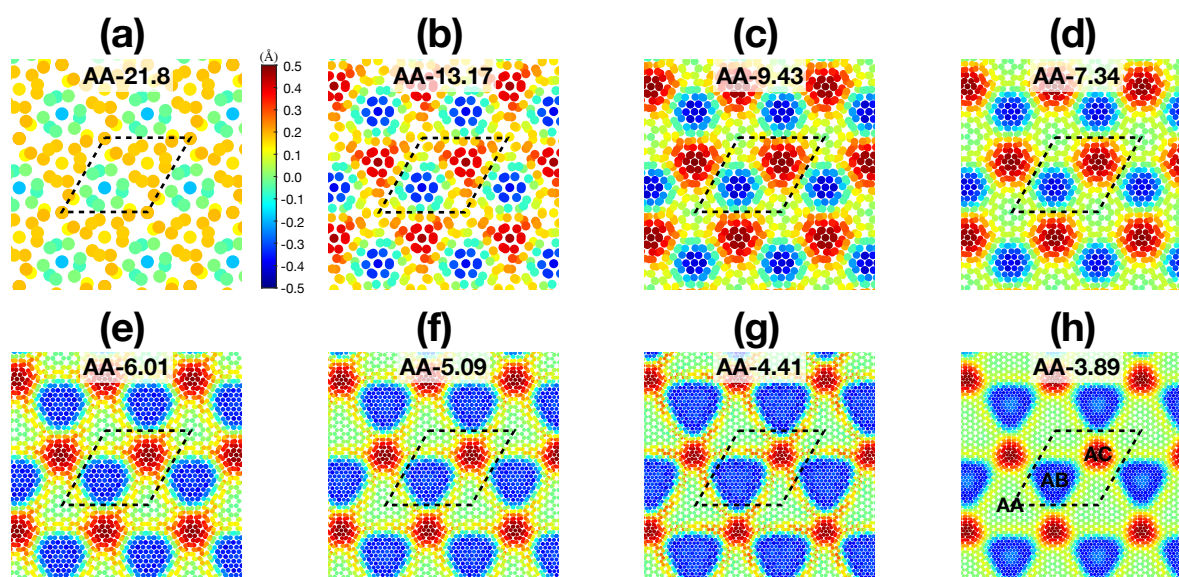 (a) (b) (c) (d)
AA-21.8 (Å) AA-13.17 AA-9.43 AA-7.34
0.5
0.4
0.3
0.2
0.1
0.0
-0.1
-0.2
-0.3
-0.4
-0.5
(e) (f) (g) (h)
AA-6.01 AA-5.09 AA-4.41 AA-3.89
AC
AB
AA